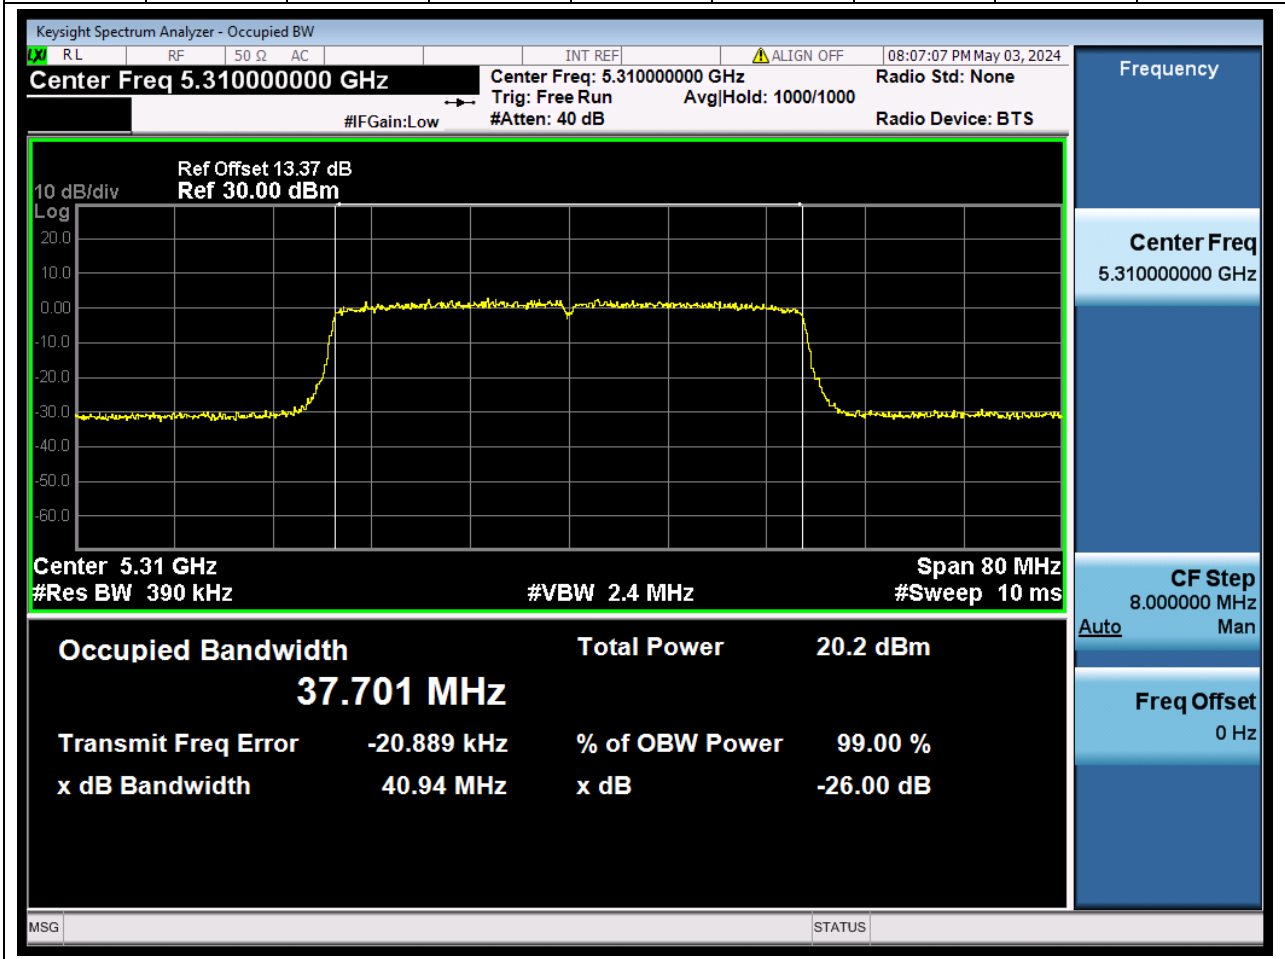 Keysight Spectrum Analyzer - Occupied BW
LXI RL RF 50 Ω AC INT REF ALIGN OFF 08:07:07 PM May 03, 2024
Center Freq 5.310000000 GHz
Center Freq: 5.310000000 GHz
Radio Std: None
Trig: Free Run Avg|Hold: 1000/1000
#IFGain:Low
#Atten: 40 dB
Radio Device: BTS
Ref Offset 13.37 dB
10 dB/div Ref 30.00 dBm
Log
20.0
10.0
0.00
-10.0
-20.0
-30.0
-40.0
-50.0
-60.0
Center 5.31 GHz Span 80 MHz
#Res BW 390 kHz #VBW 2.4 MHz #Sweep 10 ms
Occupied Bandwidth Total Power 20.2 dBm
37.701 MHz
Transmit Freq Error -20.889 kHz % of OBW Power 99.00 %
x dB Bandwidth 40.94 MHz x dB -26.00 dB
Frequency
Center Freq
5.310000000 GHz
CF Step
8.000000 MHz
Auto Man
Freq Offset
0 Hz
MSG STATUS